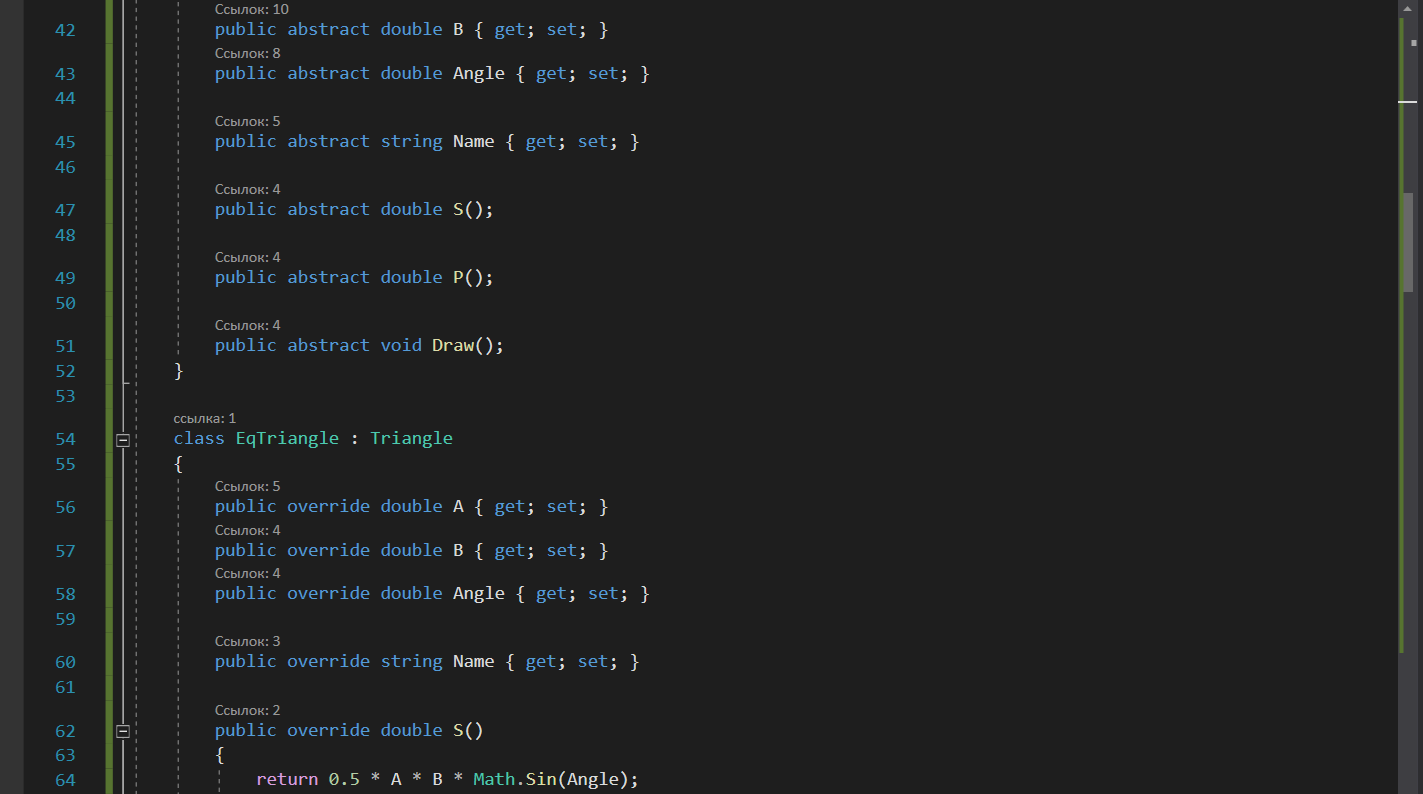 Ссылок: 10
42 public abstract double B { get; set; }
Ссылок: 8
43 public abstract double Angle { get; set; }
44
Ссылок: 5
45 public abstract string Name { get; set; }
46
Ссылок: 4
47 public abstract double S();
48
Ссылок: 4
49 public abstract double P();
50
Ссылок: 4
51 public abstract void Draw();
52 }
53
ссылка: 1
54 class EqTriangle : Triangle
55 {
Ссылок: 5
56 public override double A { get; set; }
Ссылок: 4
57 public override double B { get; set; }
Ссылок: 4
58 public override double Angle { get; set; }
59
Ссылок: 3
60 public override string Name { get; set; }
61
Ссылок: 2
62 public override double S()
63 {
64 return 0.5 * A * B * Math.Sin(Angle);